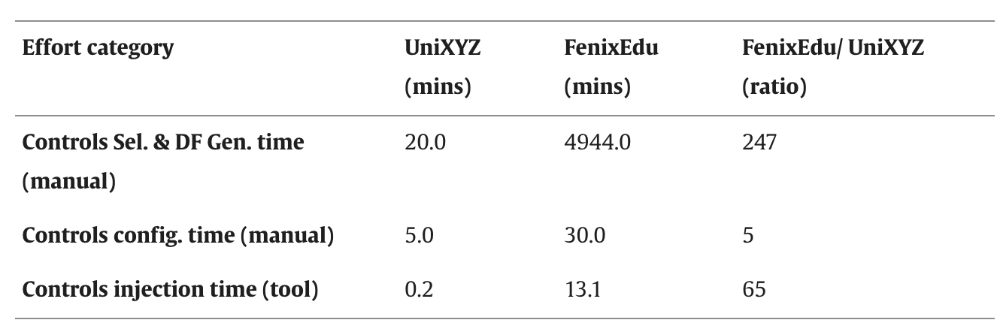 Effort category UniXYZ FenixEdu FenixEdu/ UniXYZ
(mins) (mins) (ratio)
Controls Sel. & DF Gen. time 20.0 4944.0 247
(manual)
Controls config. time (manual) 5.0 30.0 5
Controls injection time (tool) 0.2 13.1 65